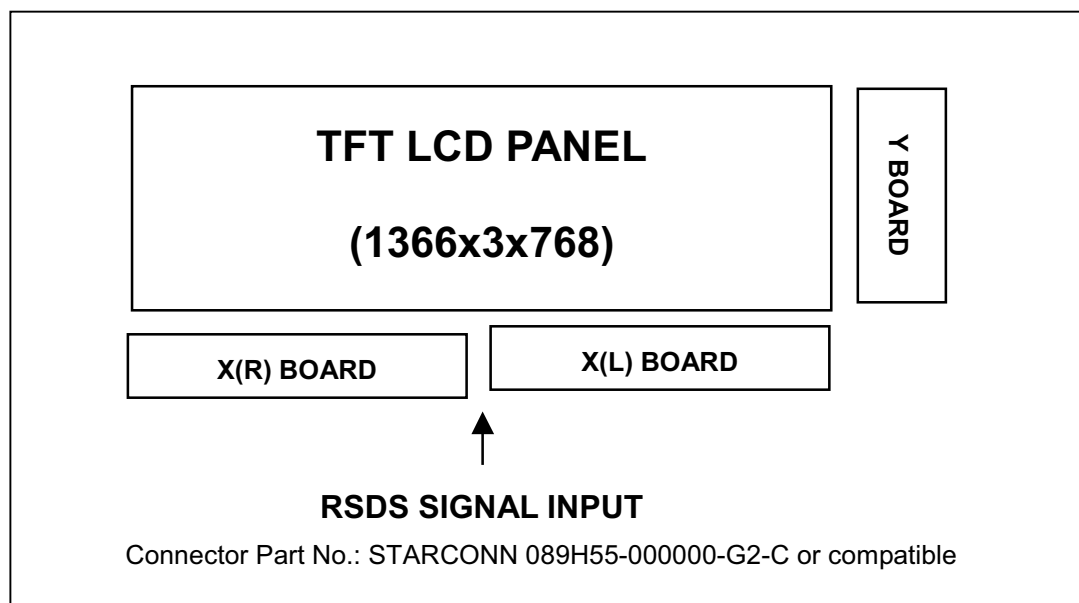 TFT LCD PANEL
(1366x3x768)
Y BOARD
X(R) BOARD
X(L) BOARD
RSDS SIGNAL INPUT
Connector Part No.: STARCONN 089H55-000000-G2-C or compatible